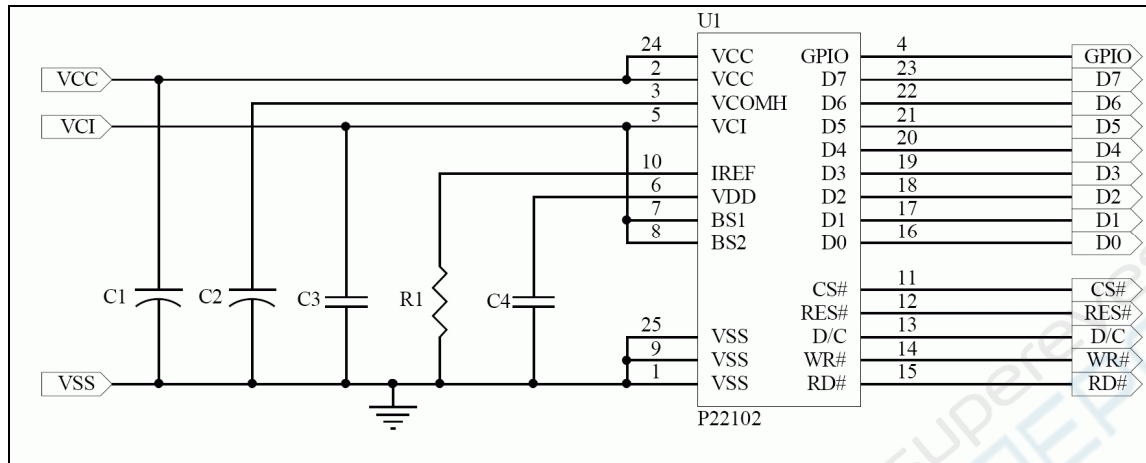 U1
24 VCC GPIO 4 GPIO
VCC 2 VCC D7 23 D7
3 VCOMH D6 22 D6
VCI 5 VCI D5 21 D5
D4 20 D4
10 IREF D3 19 D3
6 VDD D2 18 D2
7 BS1 D1 17 D1
8 BS2 D0 16 D0
C1 C2 C3 R1 C4
CS# 11 CS#
RES# 12 RES#
25 VSS D/C 13 D/C
9 VSS WR# 14 WR#
VSS 1 VSS RD# 15 RD#
P22102